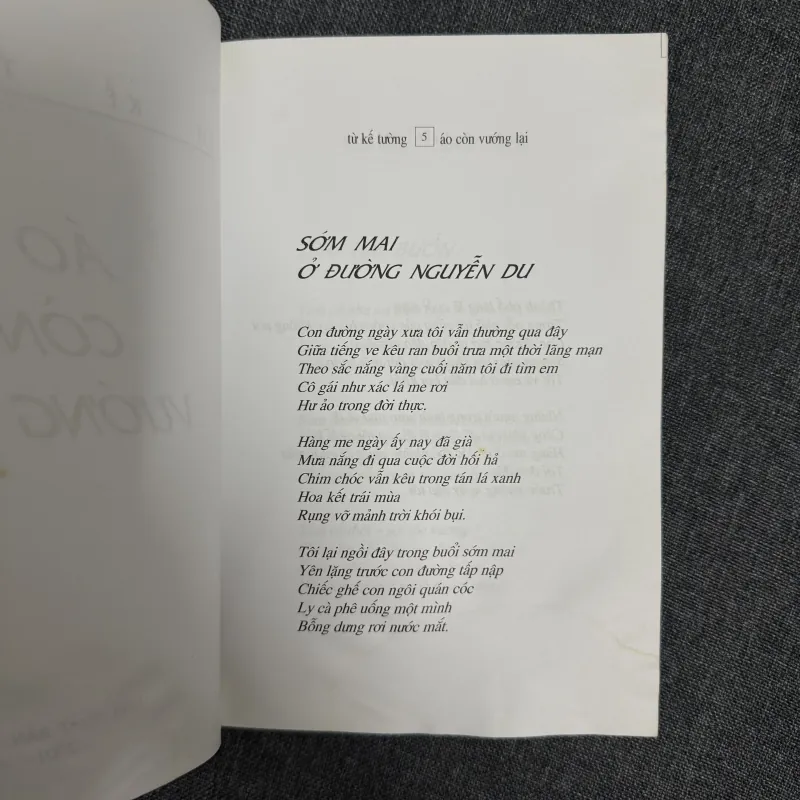 ÁO
CÒN
VƯỚNG
từ kế tường 5 áo còn vướng lại
SỚM MAI
Ở ĐƯỜNG NGUYỄN DU
Con đường ngày xưa tôi vẫn thường qua đây
Giữa tiếng ve kêu ran buổi trưa một thời lãng mạn
Theo sắc nắng vàng cuối năm tôi đi tìm em
Cô gái như xác lá me rơi
Hư ảo trong đời thực.
Hàng me ngày ấy nay đã già
Mưa nắng đi qua cuộc đời hối hả
Chim chóc vẫn kêu trong tán lá xanh
Hoa kết trái mùa
Rụng vỡ mảnh trời khói bụi.
Tôi lại ngồi đây trong buổi sớm mai
Yên lặng trước con đường tấp nập
Chiếc ghế con ngôi quán cóc
Ly cà phê uống một mình
Bỗng dưng rơi nước mắt.